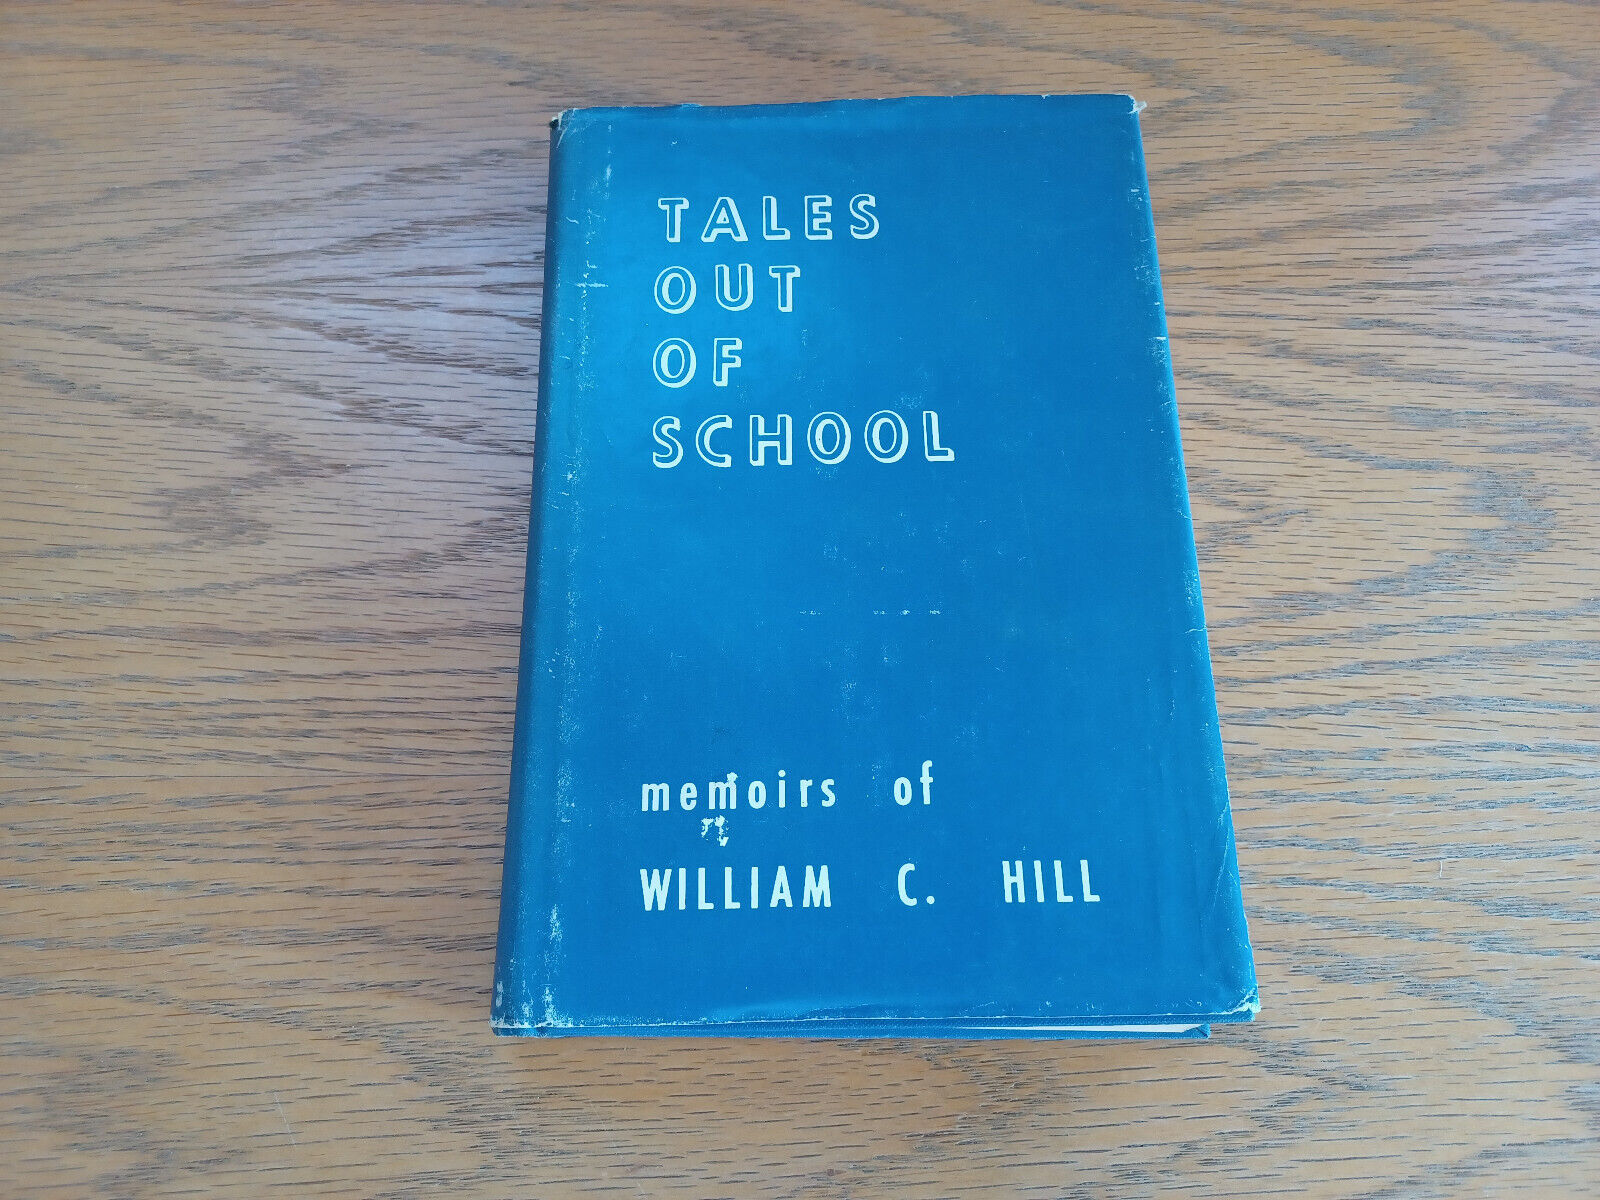 TALES
OUT
OF
SCHOOL
memoirs of
WILLIAM C. HILL